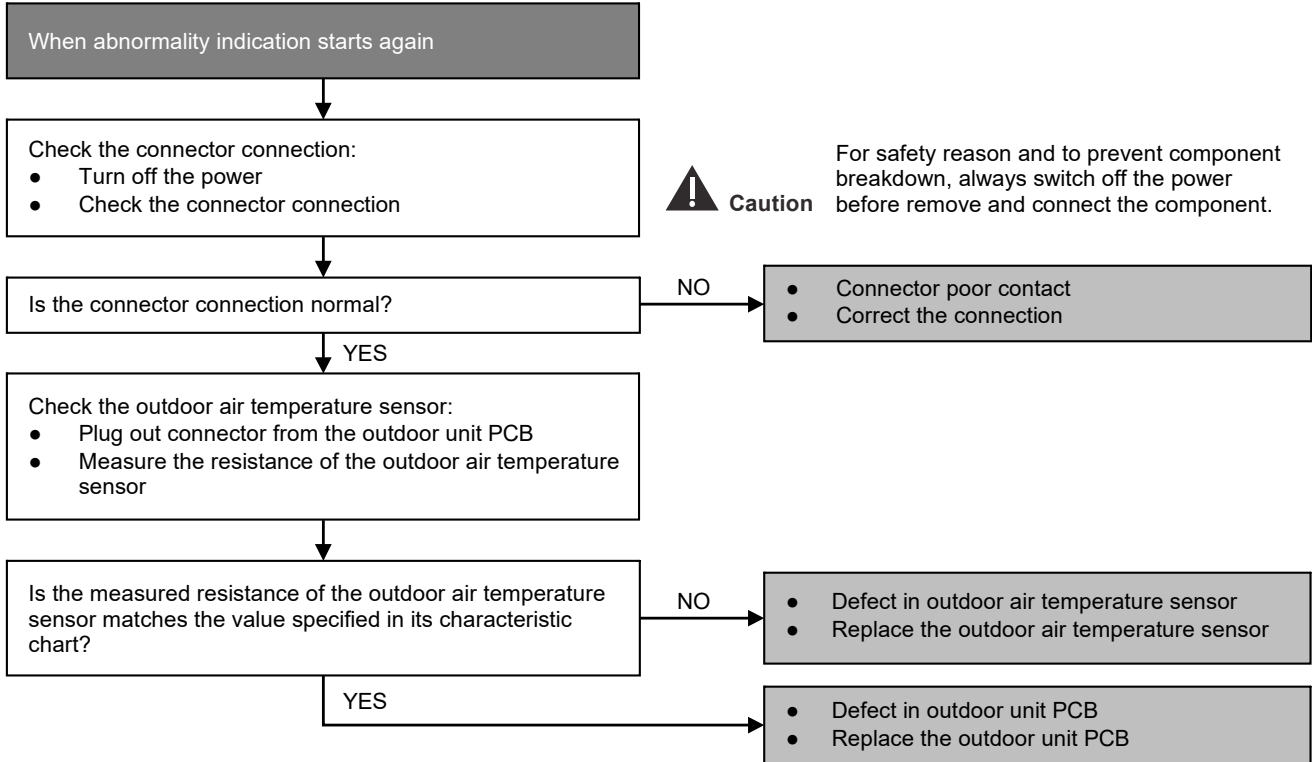 When abnormality indication starts again
Check the connector connection:
● Turn off the power
● Check the connector connection
Caution
For safety reason and to prevent component
breakdown, always switch off the power
before remove and connect the component.
Is the connector connection normal?
NO
● Connector poor contact
● Correct the connection
YES
Check the outdoor air temperature sensor:
● Plug out connector from the outdoor unit PCB
● Measure the resistance of the outdoor air temperature
sensor
Is the measured resistance of the outdoor air temperature
sensor matches the value specified in its characteristic
chart?
NO
● Defect in outdoor air temperature sensor
● Replace the outdoor air temperature sensor
YES
● Defect in outdoor unit PCB
● Replace the outdoor unit PCB